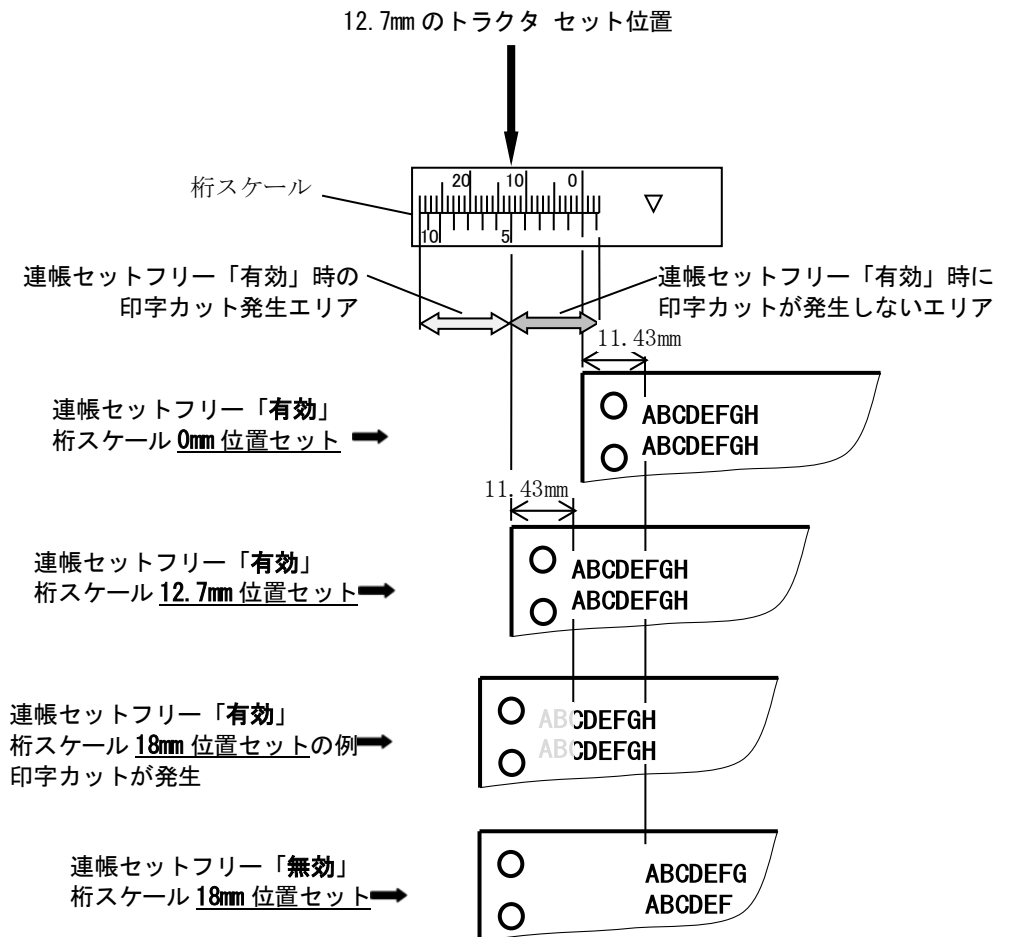 12.7mmのトラクタ セット位置
桁スケール
20 10 0
10 5
連帳セットフリー「有効」時の
印字カット発生エリア
連帳セットフリー「有効」時に
印字カットが発生しないエリア
11.43mm
連帳セットフリー「有効」
桁スケール 0mm 位置セット
ABCDEFGH
ABCDEFGH
11.43mm
連帳セットフリー「有効」
桁スケール 12.7mm 位置セット
ABCDEFGH
ABCDEFGH
連帳セットフリー「有効」
桁スケール 18mm 位置セットの例
印字カットが発生
ABCDEFGH
ABCDEFGH
連帳セットフリー「無効」
桁スケール 18mm 位置セット
ABCDEFG
ABCDEF